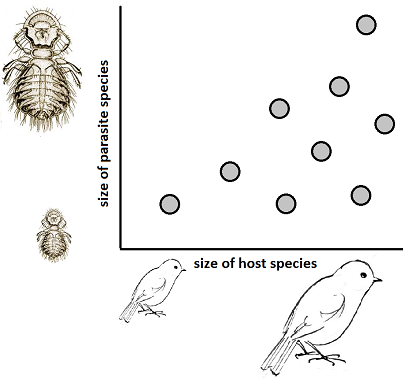 size of parasite species
size of host species